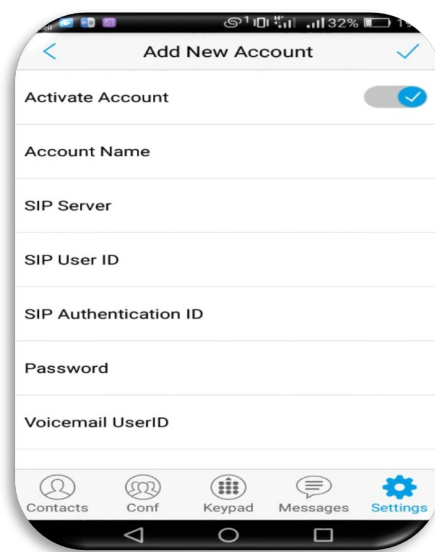 32%
Add New Account
Activate Account
Account Name
SIP Server
SIP User ID
SIP Authentication ID
Password
Voicemail UserID
Contacts Conf Keypad Messages Settings